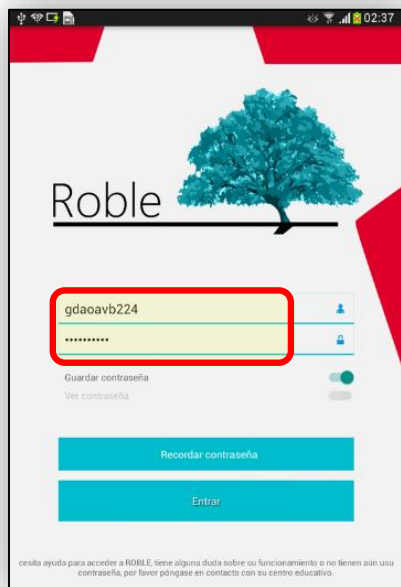 02:37
Roble
gdaoavb224
••••••••••
Guardar contraseña
Ver contraseña
Recordar contraseña
Entrar
cesita ayuda para acceder a ROBLE, tiene alguna duda sobre su funcionamiento o no tienen aún usu
contraseña, por favor póngase en contacto con su centro educativo.